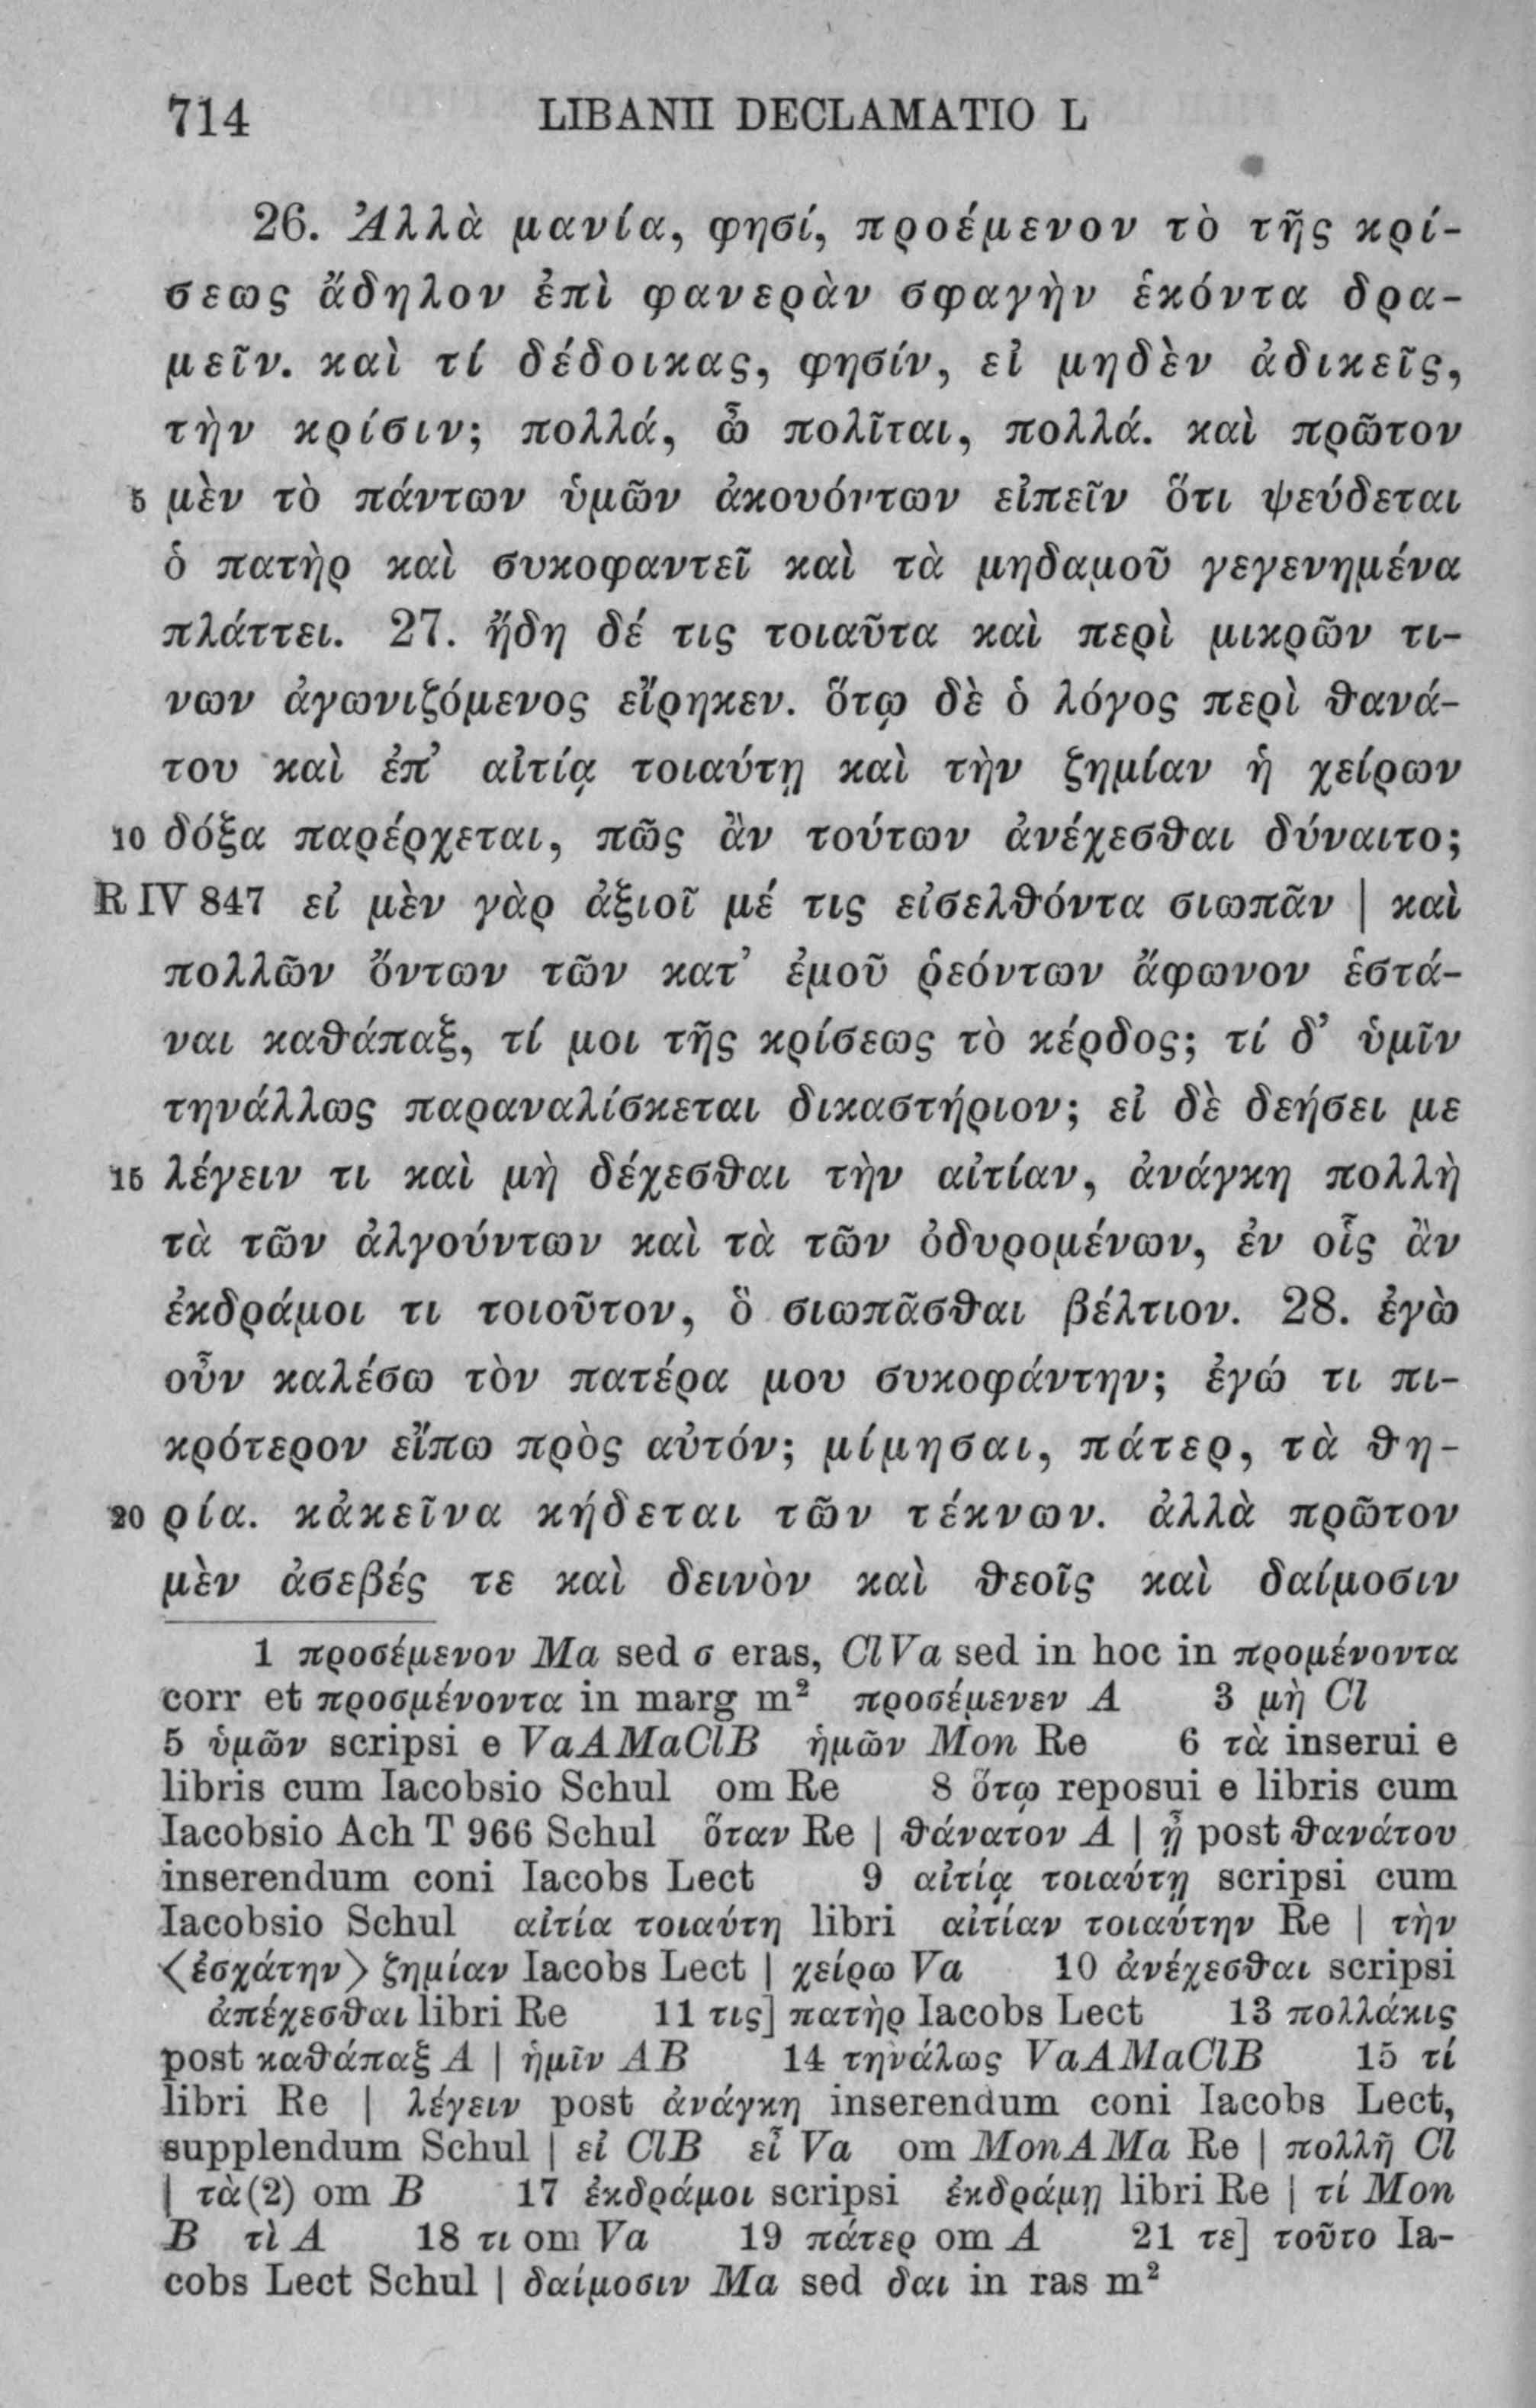 714 LIBANII DECLAMATIO L
26. Ἀλλὰ μανία, φησί, προέμενον τὸ τῆς κρί-
σεως ἄδηλον ἐπὶ φανερὰν σφαγὴν ἑκόντα δρα-
μεῖν. καὶ τί δέδοικας, φησίν, εἰ μηδὲν ἀδικεῖς,
τὴν κρίσιν; πολλά, ὦ πολῖται, πολλά. καὶ πρῶτον
5 μὲν τὸ πάντων ὑμῶν ἀκουόντων εἰπεῖν ὅτι ψεύδεται
ὁ πατὴρ καὶ συκοφαντεῖ καὶ τὰ μηδαμοῦ γεγενημένα
πλάττει. 27. ἤδη δέ τις τοιαῦτα καὶ περὶ μικρῶν τι-
νων ἀγωνιζόμενος εἴρηκεν. ὅτῳ δὲ ὁ λόγος περὶ θανά-
του καὶ ἐπ’ αἰτίᾳ τοιαύτῃ καὶ τὴν ζημίαν ἡ χείρων
10 δόξα παρέρχεται, πῶς ἂν τούτων ἀνέχεσθαι δύναιτο;
R IV 847 εἰ μὲν γὰρ ἀξιοῖ μέ τις εἰσελθόντα σιωπᾶν | καὶ
πολλῶν ὄντων τῶν κατ’ ἐμοῦ ῥεόντων ἄφωνον ἑστά-
ναι καθάπαξ, τί μοι τῆς κρίσεως τὸ κέρδος; τί δ’ ὑμῖν
τηνάλλως παραναλίσκεται δικαστήριον; εἰ δὲ δεήσει με
15 λέγειν τι καὶ μὴ δέχεσθαι τὴν αἰτίαν, ἀνάγκη πολλὴ
τὰ τῶν ἀλγούντων καὶ τὰ τῶν ὀδυρομένων, ἐν οἷς ἂν
ἐκδράμοι τι τοιοῦτον, ὃ σιωπᾶσθαι βέλτιον. 28. ἐγὼ
οὖν καλέσω τὸν πατέρα μου συκοφάντην; ἐγώ τι πι-
κρότερον εἴπω πρὸς αὐτόν; μίμησαι, πάτερ, τὰ θη-
20 ρία. κἀκεῖνα κήδεται τῶν τέκνων. ἀλλὰ πρῶτον
μὲν ἀσεβές τε καὶ δεινὸν καὶ θεοῖς καὶ δαίμοσιν
1 προσέμενον Ma sed σ eras, Cl Va sed in hoc in προμένοντα
corr et προσμένοντα in marg m² προσέμενεν A 3 μὴ Cl
5 ὑμῶν scripsi e VaAMaClB ἡμῶν Mon Re 6 τὰ inserui e
libris cum Iacobsio Schul om Re 8 ὅτῳ reposui e libris cum
Iacobsio Ach T 966 Schul ὅταν Re | θάνατον A | ᾖ post θανάτου
inserendum coni Iacobs Lect 9 αἰτίᾳ τοιαύτῃ scripsi cum
Iacobsio Schul αἰτία τοιαύτη libri αἰτίαν τοιαύτην Re | τὴν
⟨ἐσχάτην⟩ ζημίαν Iacobs Lect | χείρω Va 10 ἀνέχεσθαι scripsi
ἀπέχεσθαι libri Re 11 τις] πατὴρ Iacobs Lect 13 πολλάκις
post καθάπαξ A | ἡμῖν AB 14 τηνάλως VaAMaClB 15 τί
libri Re | λέγειν post ἀνάγκη inserendum coni Iacobs Lect,
supplendum Schul | εἰ ClB εἶ Va om MonAMa Re | πολλῇ Cl
| τὰ(2) om B 17 ἐκδράμοι scripsi ἐκδράμῃ libri Re | τί Mon
B τὶ A 18 τι om Va 19 πάτερ om A 21 τε] τοῦτο Ia-
cobs Lect Schul | δαίμοσιν Ma sed δαι in ras m²